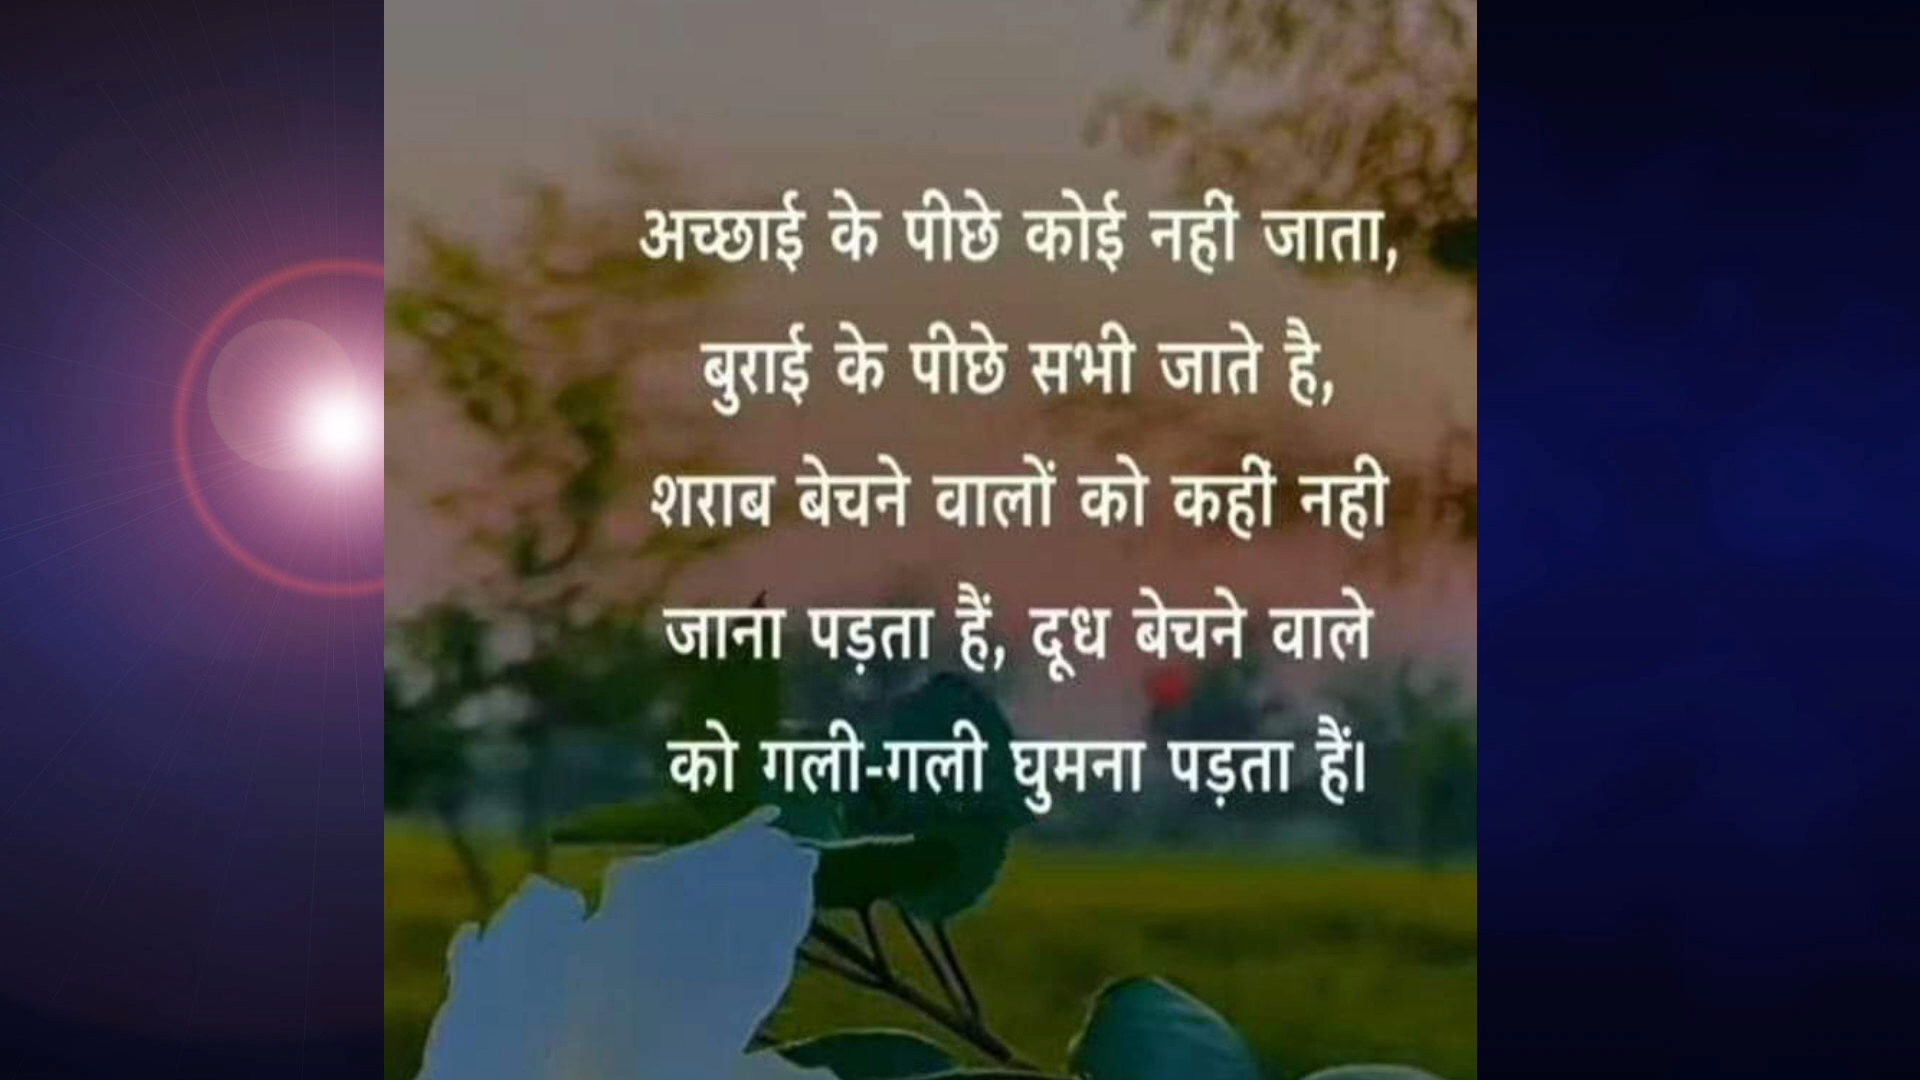 अच्छाई के पीछे कोई नहीं जाता,
बुराई के पीछे सभी जाते है,
शराब बेचने वालों को कहीं नही
जाना पड़ता हैं, दूध बेचने वाले
को गली-गली घुमना पड़ता हैं।